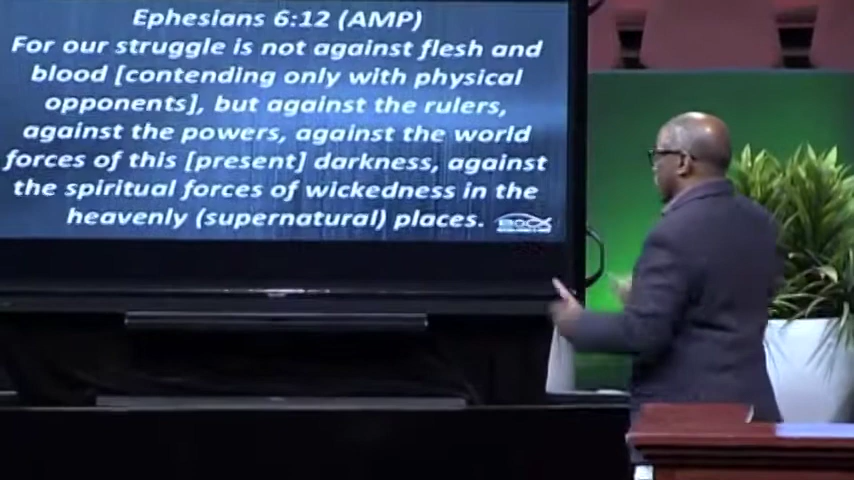 Ephesians 6:12 (AMP)
For our struggle is not against flesh and
blood [contending only with physical
opponents], but against the rulers,
against the powers, against the world
forces of this [present] darkness, against
the spiritual forces of wickedness in the
heavenly (supernatural) places.